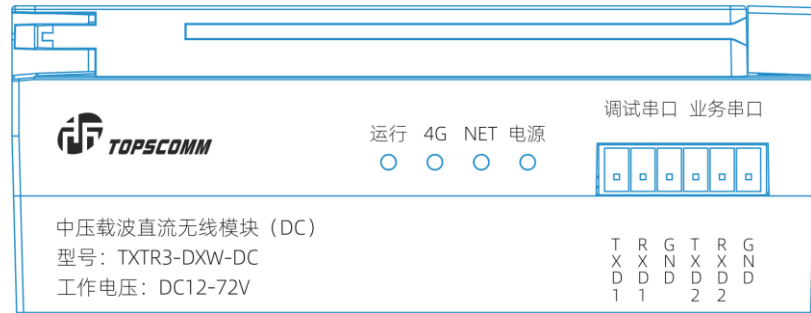 调试串口 业务串口
TOPSCOMM
运行 4G NET 电源
中压载波直流无线模块（DC）
型号：TXTR3-DXW-DC
工作电压：DC12-72V
TXD1 RXD1 GND TXD2 RXD2 GND